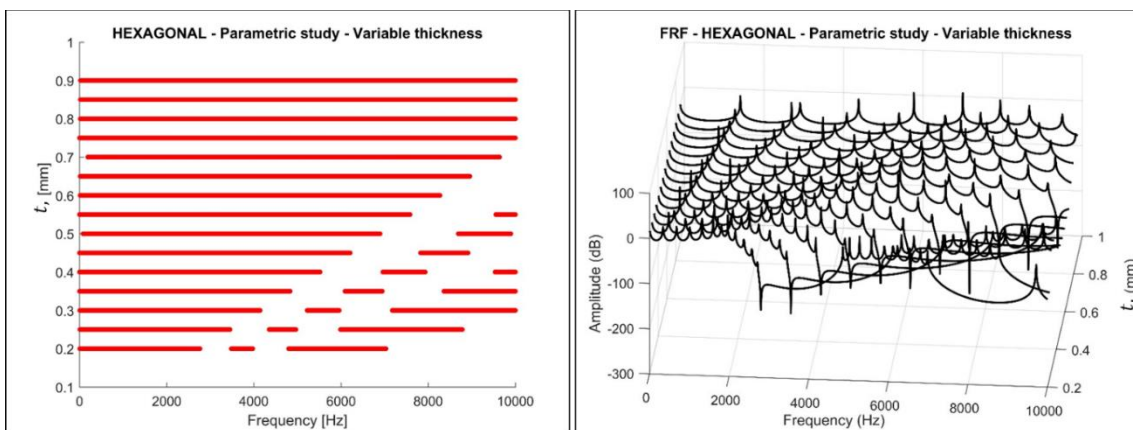 HEXAGONAL - Parametric study - Variable thickness
1
0.9
0.8
0.7
0.6
0.5
0.4
0.3
0.2
0.1
t, [mm]
0 2000 4000 6000 8000 10000
Frequency [Hz]
FRF - HEXAGONAL - Parametric study - Variable thickness
100
0
-100
-200
-300
Amplitude (dB)
0 2000 4000 6000 8000 10000
Frequency (Hz)
1
0.8
0.6
0.4
0.2
t, (mm)